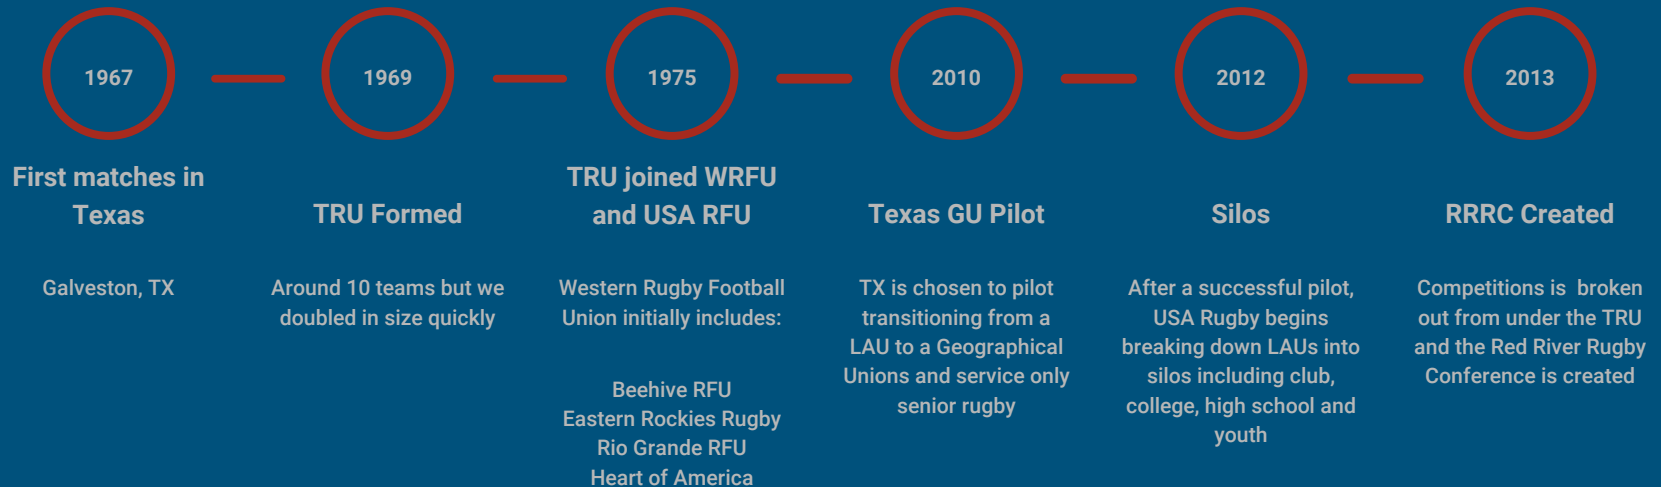 1967
First matches in
Texas
Galveston, TX
1969
TRU Formed
Around 10 teams but we
doubled in size quickly
1975
TRU joined WRFU
and USA RFU
Western Rugby Football
Union initially includes:
Beehive RFU
Eastern Rockies Rugby
Rio Grande RFU
Heart of America
2010
Texas GU Pilot
TX is chosen to pilot
transitioning from a
LAU to a Geographical
Unions and service only
senior rugby
2012
Silos
After a successful pilot,
USA Rugby begins
breaking down LAUs into
silos including club,
college, high school and
youth
2013
RRRC Created
Competitions is broken
out from under the TRU
and the Red River Rugby
Conference is created